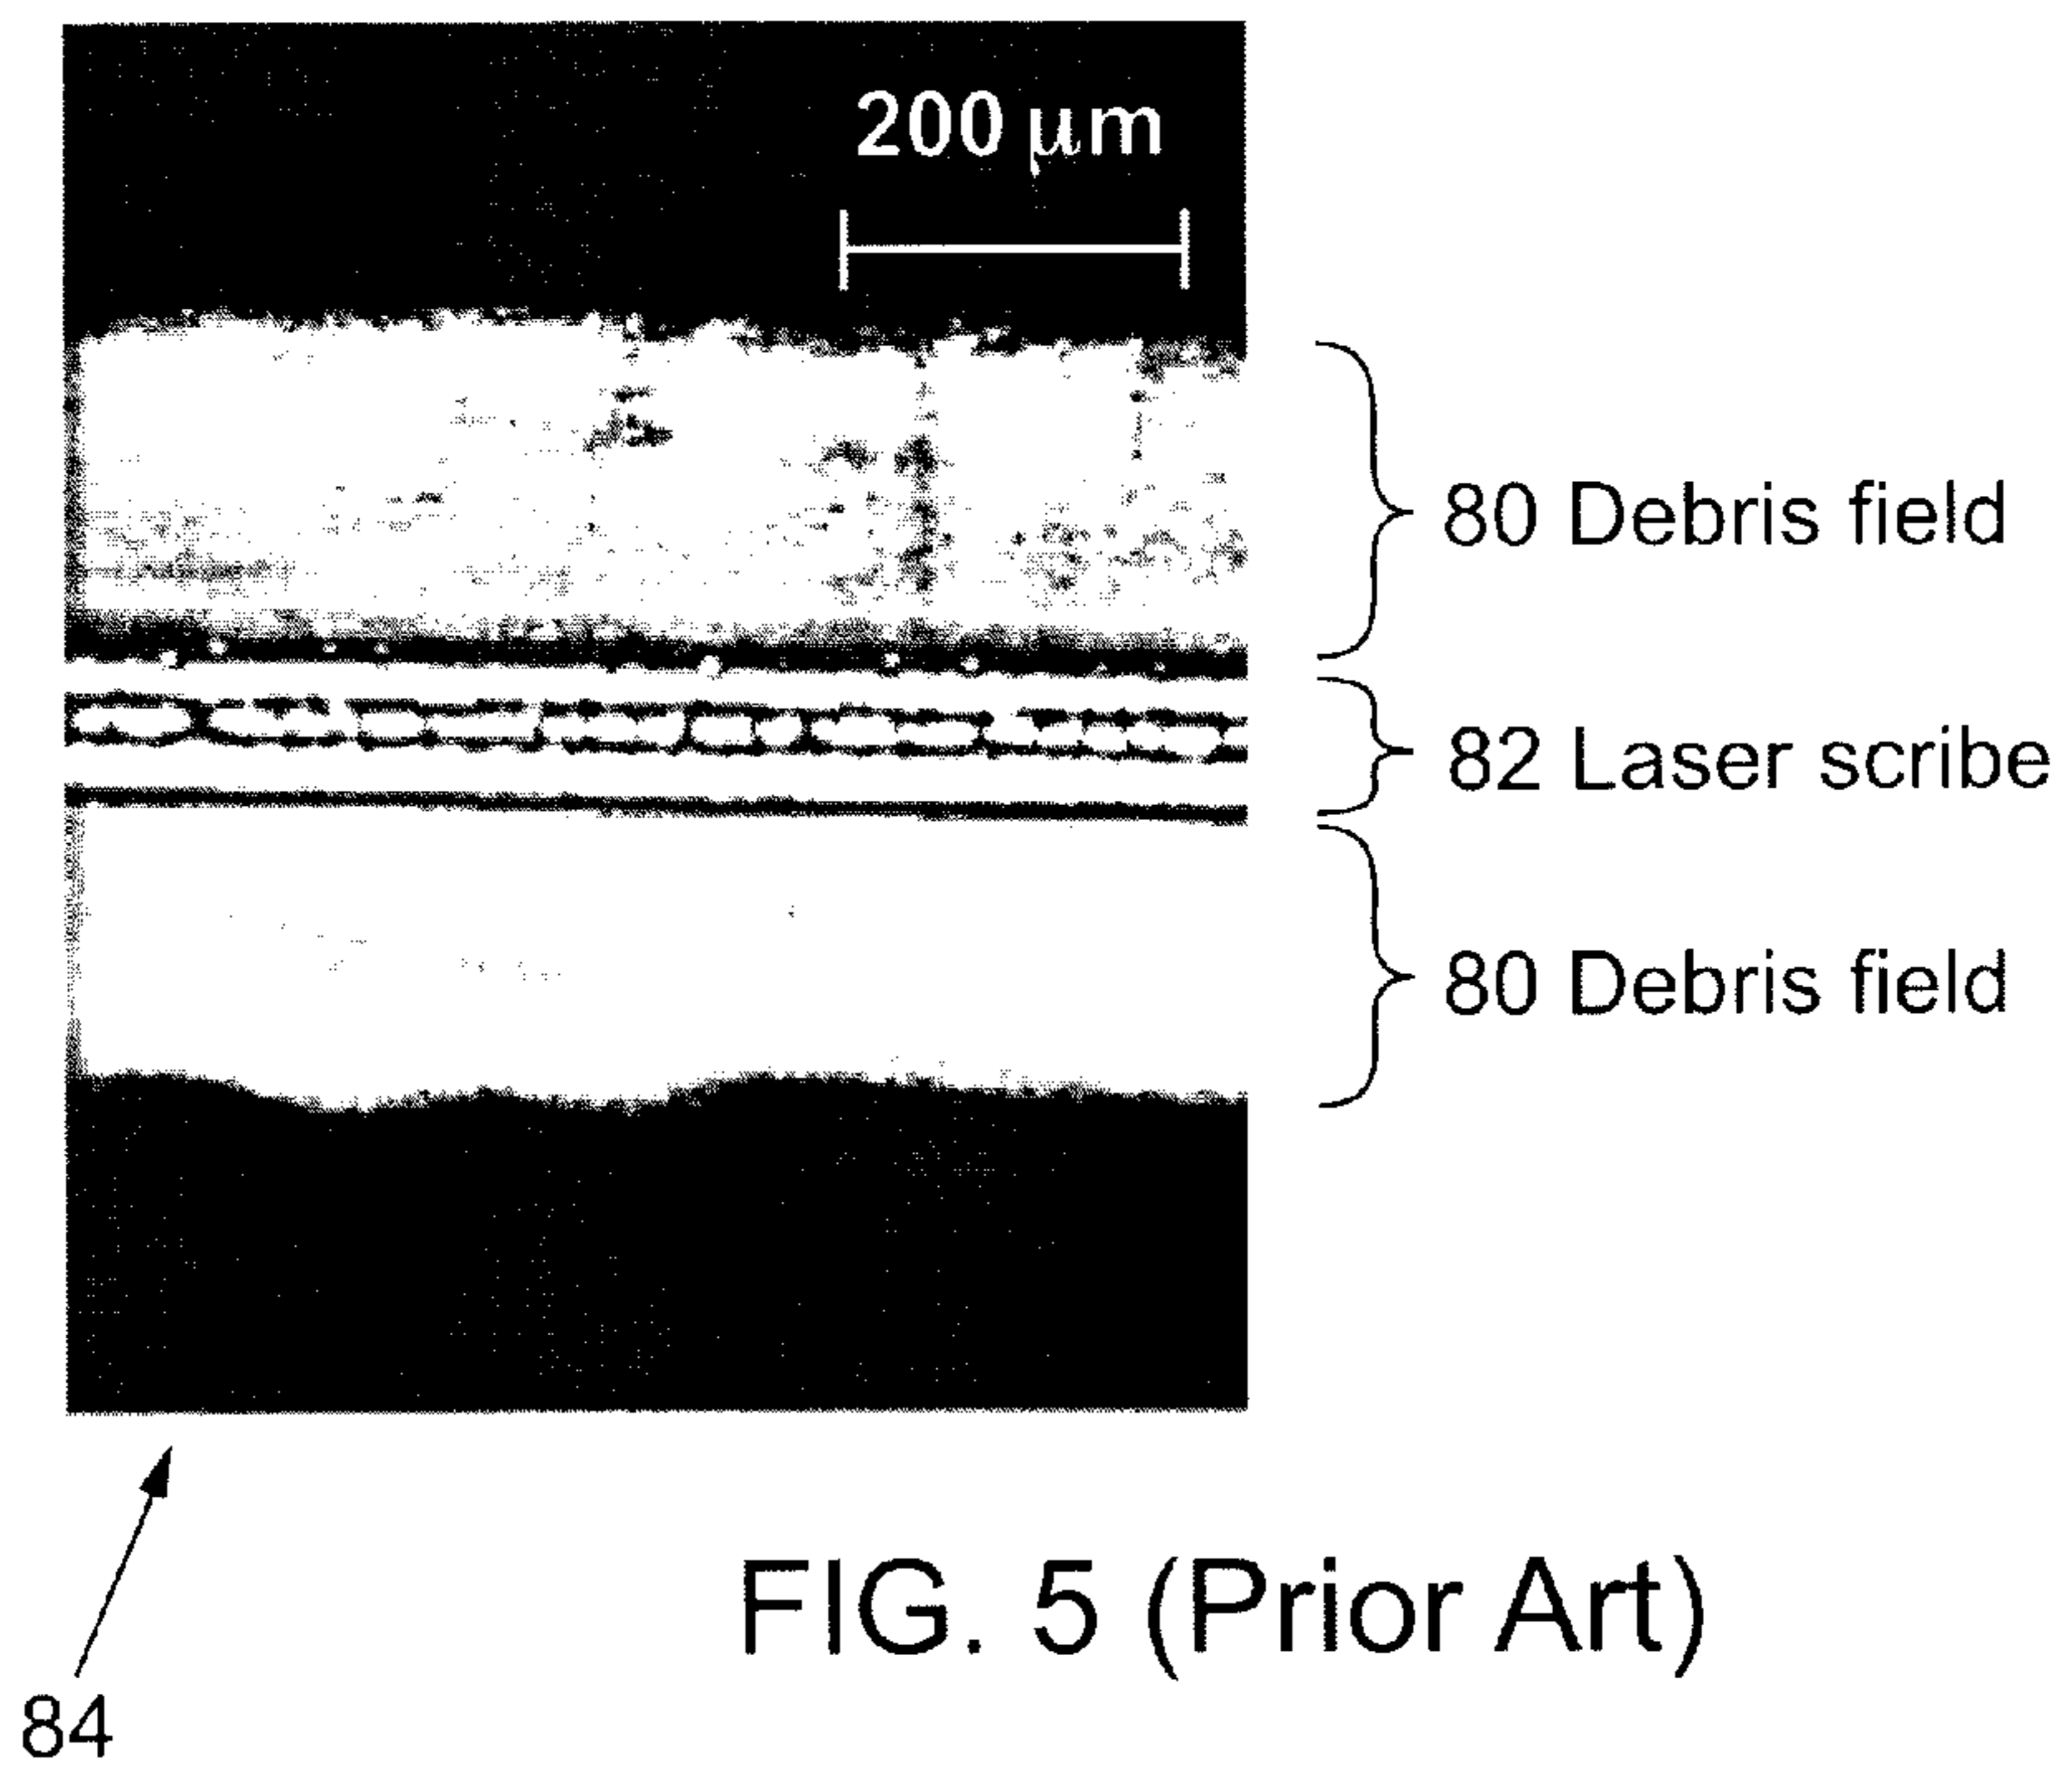 200 µm
80 Debris field
82 Laser scribe
80 Debris field
FIG. 5 (Prior Art)
84